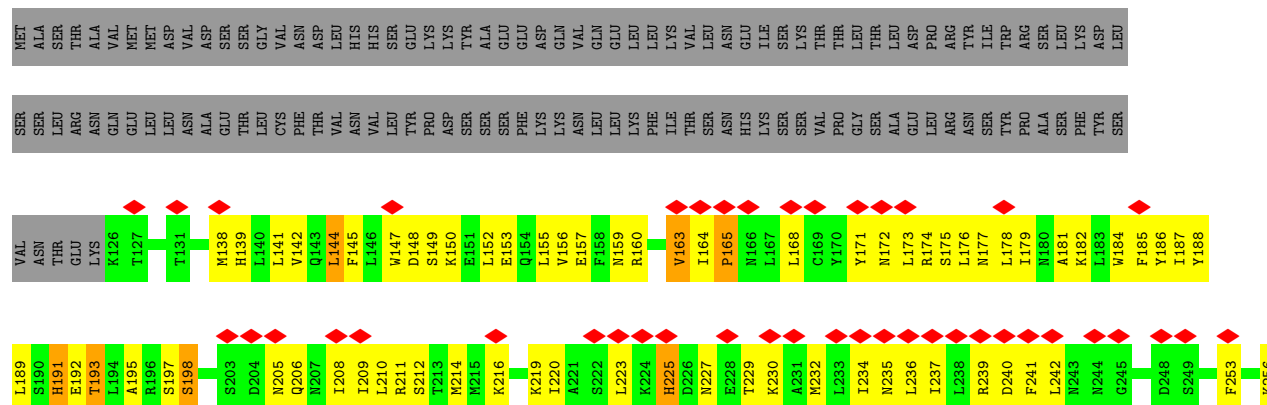 MET ALA SER THR ALA VAL MET MET ASP VAL ASP SER SER GLY VAL ASN ASP LEU HIS HIS SER GLU LYS LYS TYR ALA GLU GLU ASP GLN VAL GLN GLU LEU LEU LYS VAL LEU ASN GLU ILE SER LYS THR THR LEU THR LEU ASP PRO ARG TYR ILE TRP ARG SER LEU LYS ASP LEU
SER SER LEU ARG ASN GLN GLU LEU LEU ASN ALA GLU THR LEU CYS PHE THR VAL ASN VAL LEU TYR PRO ASP SER SER SER PHE LYS LYS ASN LEU LEU LYS PHE ILE THR SER ASN HIS LYS SER SER VAL PRO GLY SER ALA GLU LEU ARG ASN SER TYR PRO ALA SER PHE TYR SER
VAL ASN THR GLU LYS K126 T127 T131 M138 H139 L140 L141 V142 Q143 L144 F145 L146 W147 D148 S149 K150 E151 L152 E153 Q154 L155 V156 E157 F158 N159 R160 V163 I164 P165 N166 L167 L168 C169 Y170 Y171 N172 L173 R174 S175 L176 N177 L178 I179 N180 A181 K182 L183 W184 F185 Y186 I187 Y188
L189 S190 H191 E192 T193 L194 A195 R196 S197 S198 S203 D204 N205 Q206 N207 I208 I209 L210 R211 S212 T213 M214 M215 K216 K219 I220 A221 S222 L223 K224 H225 D226 N227 E228 T229 K230 A231 M232 L233 I234 N235 L236 I237 L238 R239 D240 F241 L242 N243 N244 G245 D248 S249 F253